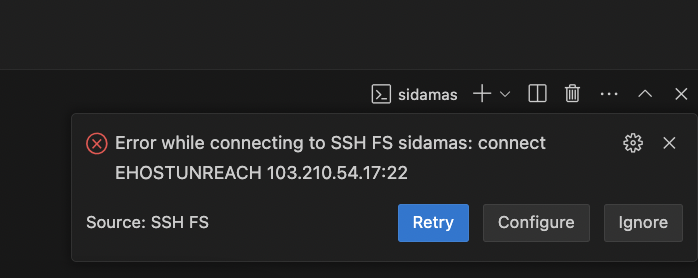 sidamas
Error while connecting to SSH FS sidamas: connect
EHOSTUNREACH 103.210.54.17:22
Source: SSH FS
Retry
Configure
Ignore